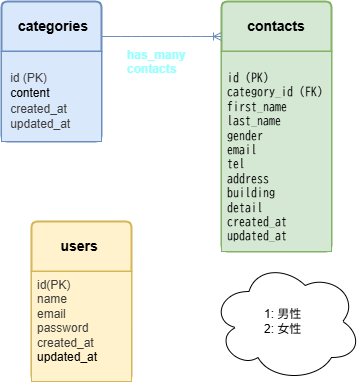 categories
id (PK)
content
created_at
updated_at
has_many
contacts
contacts
id (PK)
category_id (FK)
first_name
last_name
gender
email
tel
address
building
detail
created_at
updated_at
users
id(PK)
name
email
password
created_at
updated_at
1: 男性
2: 女性